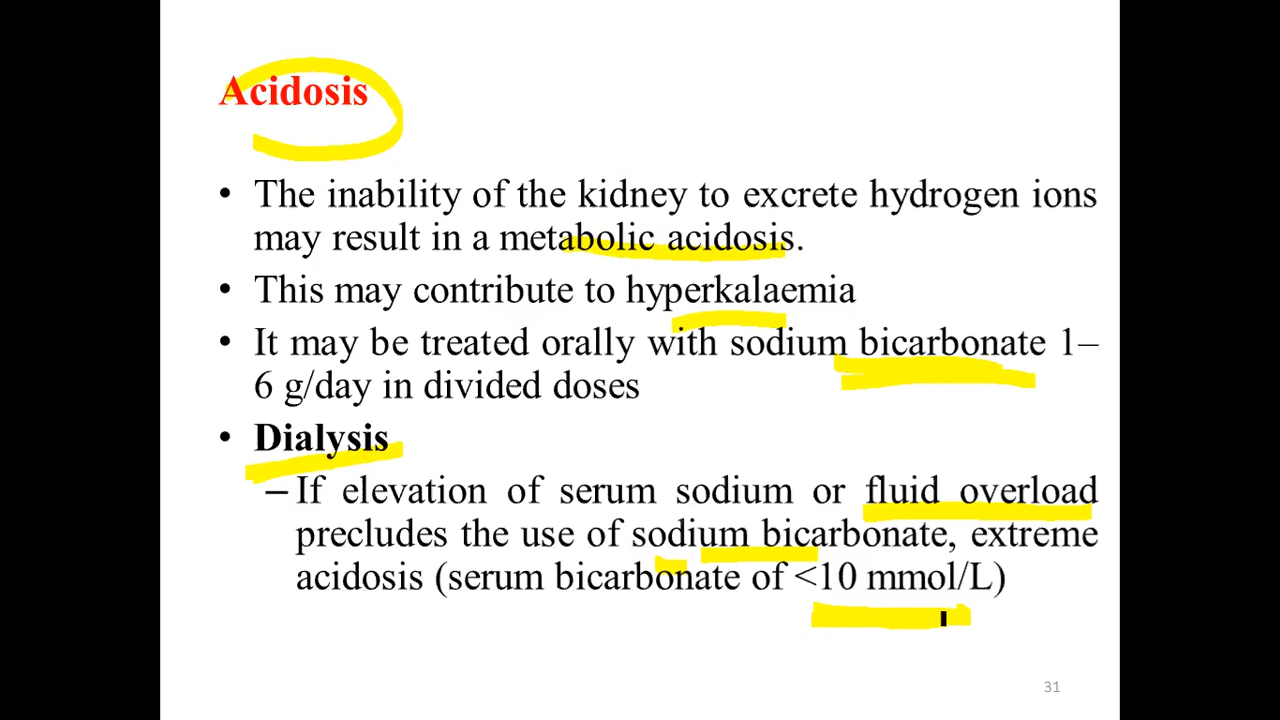 Acidosis
• The inability of the kidney to excrete hydrogen ions
may result in a metabolic acidosis.
• This may contribute to hyperkalaemia
• It may be treated orally with sodium bicarbonate 1–
6 g/day in divided doses
• Dialysis
– If elevation of serum sodium or fluid overload
precludes the use of sodium bicarbonate, extreme
acidosis (serum bicarbonate of <10 mmol/L)
31